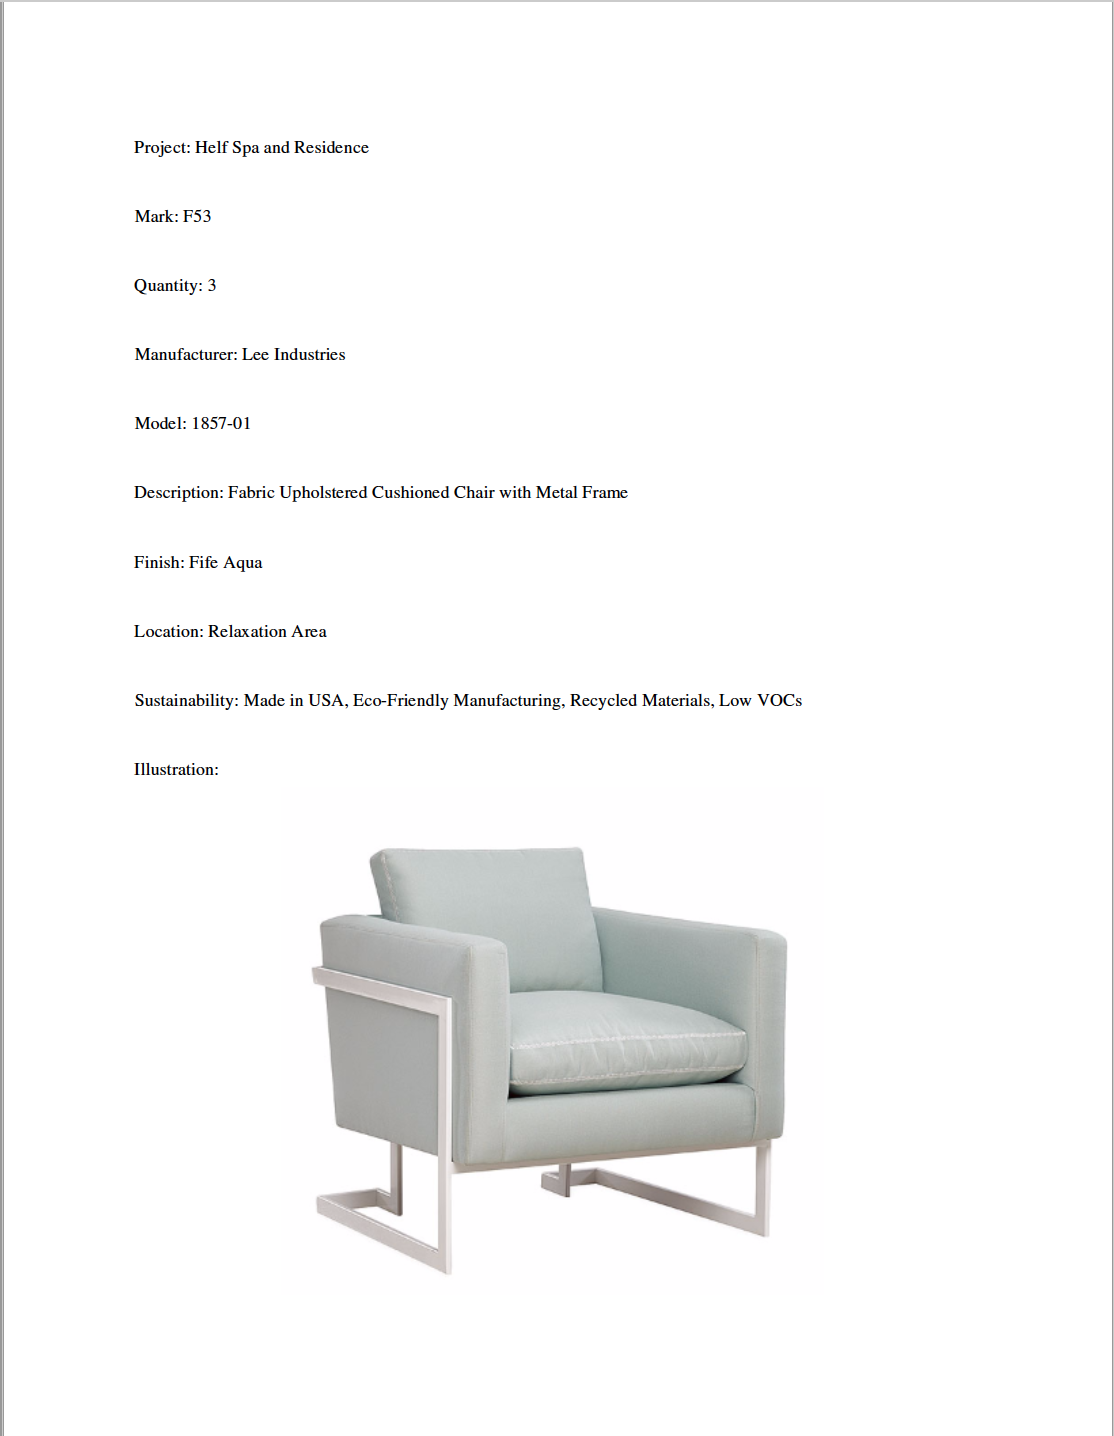 Project: Helf Spa and Residence
Mark: F53
Quantity: 3
Manufacturer: Lee Industries
Model: 1857-01
Description: Fabric Upholstered Cushioned Chair with Metal Frame
Finish: Fife Aqua
Location: Relaxation Area
Sustainability: Made in USA, Eco-Friendly Manufacturing, Recycled Materials, Low VOCs
Illustration: